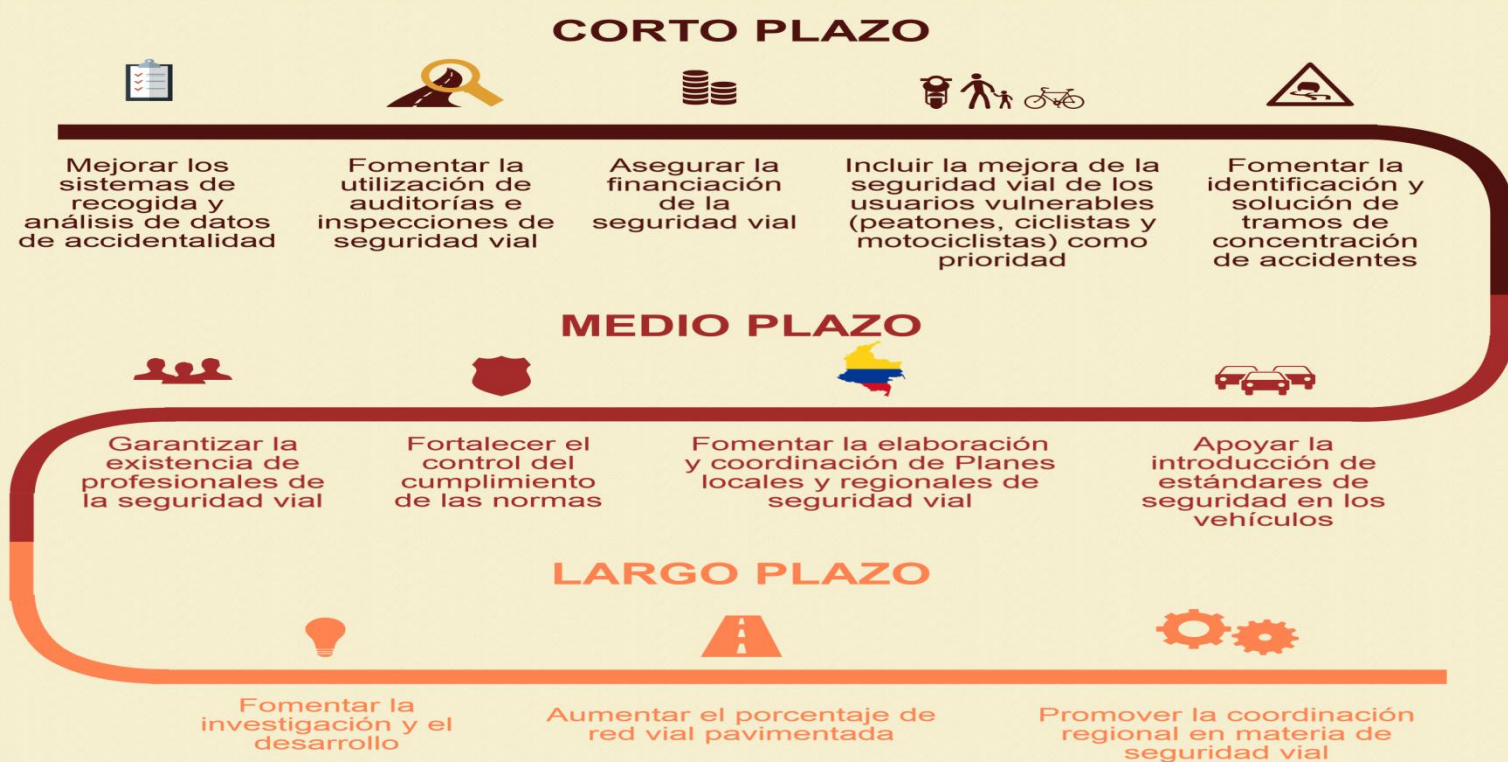 CORTO PLAZO
Mejorar los
sistemas de
recogida y
análisis de datos
de accidentalidad
Fomentar la
utilización de
auditorías e
inspecciones de
seguridad vial
Asegurar la
financiación
de la
seguridad vial
Incluir la mejora de la
seguridad vial de los
usuarios vulnerables
(peatones, ciclistas y
motociclistas) como
prioridad
Fomentar la
identificación y
solución de
tramos de
concentración
de accidentes
MEDIO PLAZO
Garantizar la
existencia de
profesionales de
la seguridad vial
Fortalecer el
control del
cumplimiento
de las normas
Fomentar la elaboración
y coordinación de Planes
locales y regionales de
seguridad vial
Apoyar la
introducción de
estándares de
seguridad en los
vehículos
LARGO PLAZO
Fomentar la
investigación y el
desarrollo
Aumentar el porcentaje de
red vial pavimentada
Promover la coordinación
regional en materia de
seguridad vial